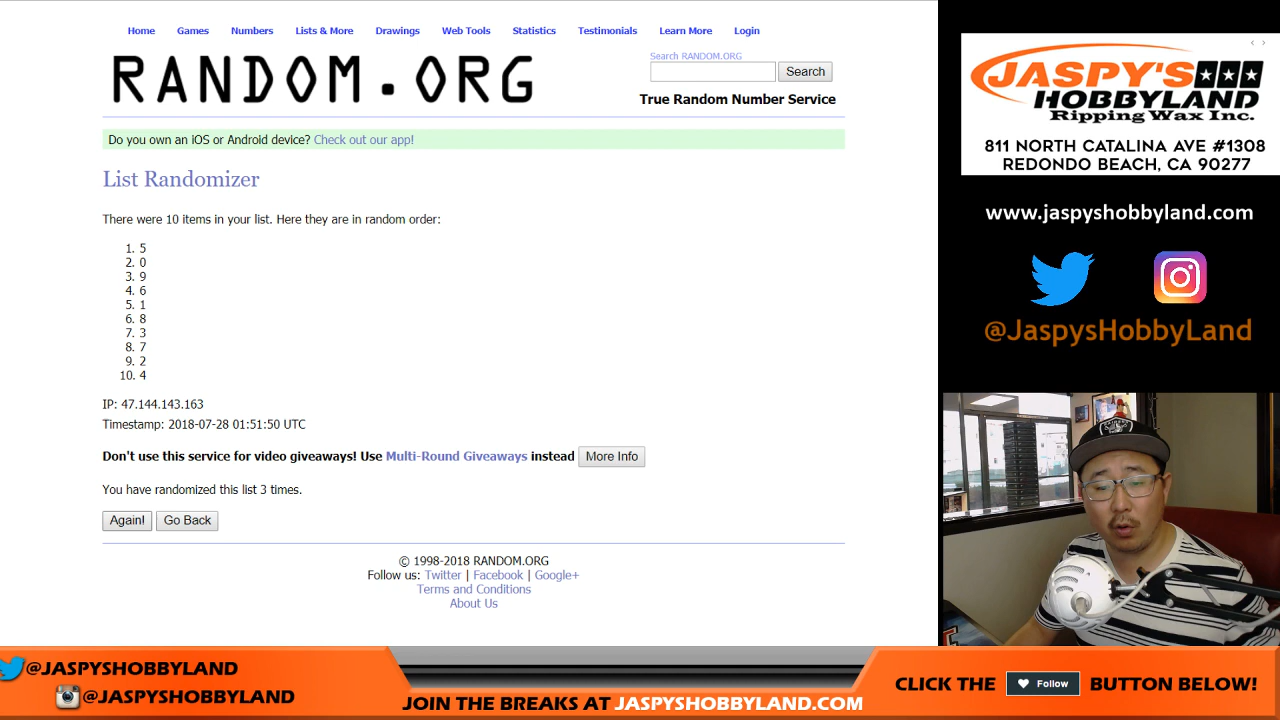 Home Games Numbers Lists & More Drawings Web Tools Statistics Testimonials Learn More Login
RANDOM.ORG
Search RANDOM.ORG
Search
True Random Number Service
Do you own an iOS or Android device? Check out our app!
List Randomizer
There were 10 items in your list. Here they are in random order:
1. 5
2. 0
3. 9
4. 6
5. 1
6. 8
7. 3
8. 7
9. 2
10. 4
IP: 47.144.143.163
Timestamp: 2018-07-28 01:51:50 UTC
Don't use this service for video giveaways! Use Multi-Round Giveaways instead More Info
You have randomized this list 3 times.
Again! Go Back
© 1998-2018 RANDOM.ORG
Follow us: Twitter | Facebook | Google+
Terms and Conditions
About Us
JASPY'S
HOBBYLAND
Ripping Wax Inc.
811 NORTH CATALINA AVE #1308
REDONDO BEACH, CA 90277
www.jaspyshobbyland.com
@JaspysHobbyLand
@JASPYSHOBBYLAND
@JASPYSHOBBYLAND
JOIN THE BREAKS AT JASPYSHOBBYLAND.COM
CLICK THE Follow BUTTON BELOW!